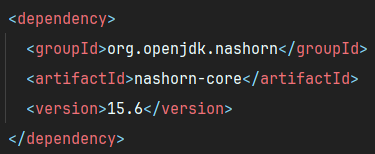 <dependency>
<groupId>org.openjdk.nashorn</groupId>
<artifactId>nashorn-core</artifactId>
<version>15.6</version>
</dependency>